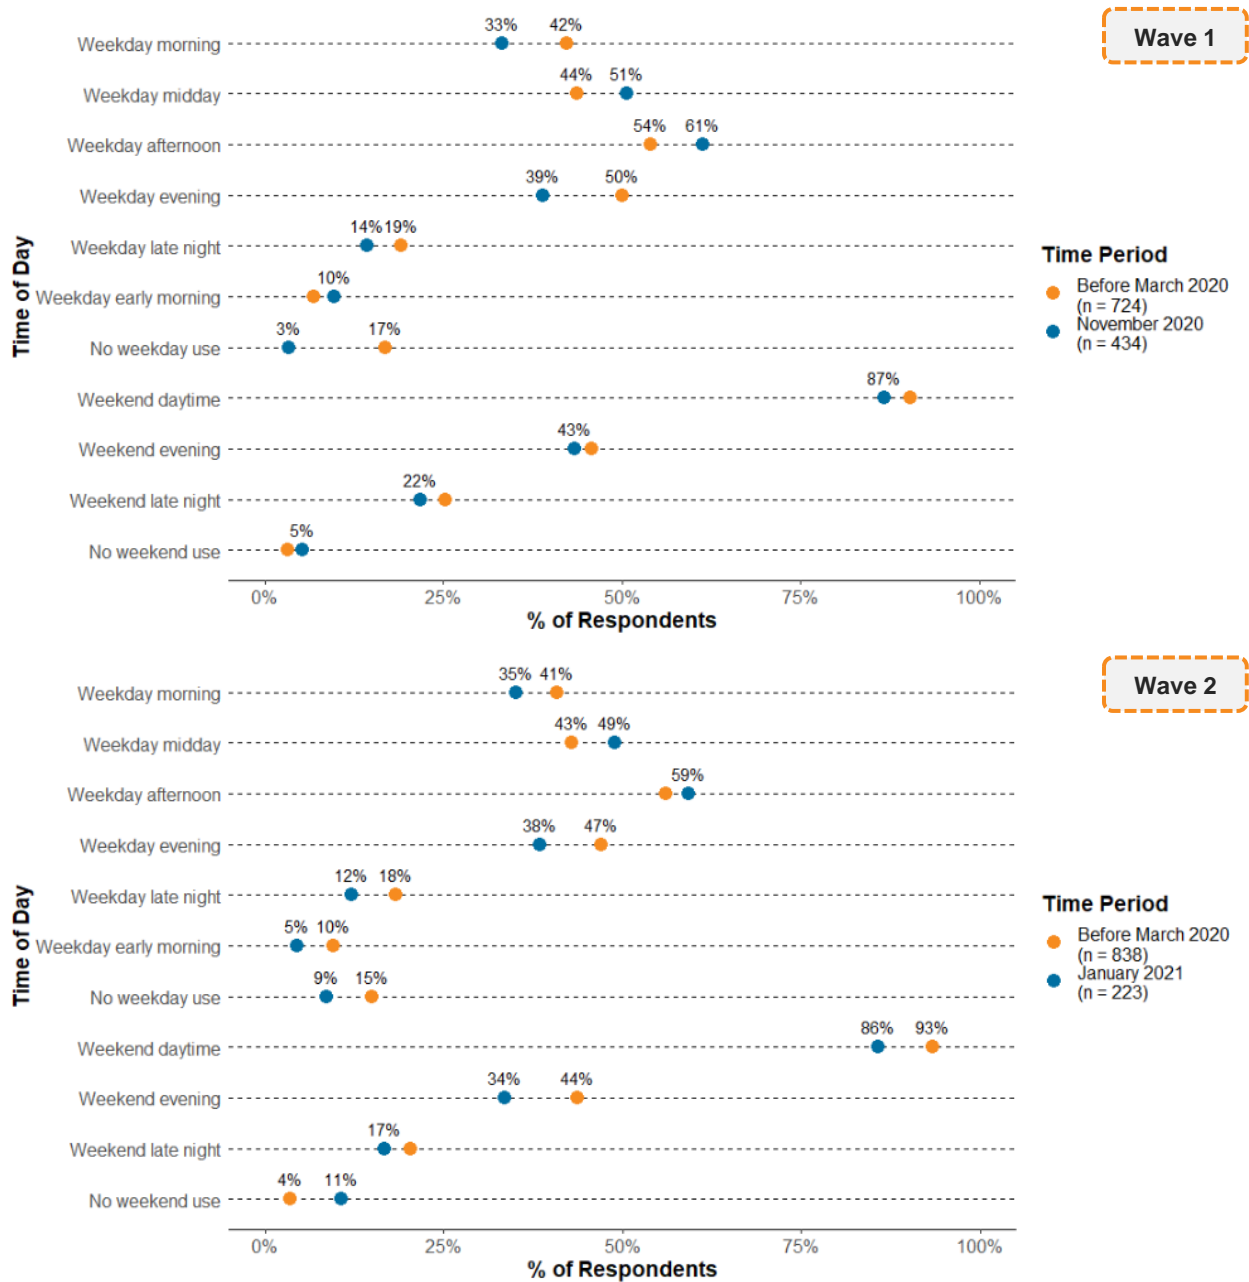 Wave 1
33% 42%
Weekday morning
44% 51%
Weekday midday
54% 61%
Weekday afternoon
39% 50%
Weekday evening
14% 19%
Weekday late night
10%
Weekday early morning
3% 17%
No weekday use
87%
Weekend daytime
43%
Weekend evening
22%
Weekend late night
5%
No weekend use
Time of Day
0% 25% 50% 75% 100%
% of Respondents
Time Period
Before March 2020
(n = 724)
November 2020
(n = 434)
Wave 2
35% 41%
Weekday morning
43% 49%
Weekday midday
59%
Weekday afternoon
38% 47%
Weekday evening
12% 18%
Weekday late night
5% 10%
Weekday early morning
9% 15%
No weekday use
86% 93%
Weekend daytime
34% 44%
Weekend evening
17%
Weekend late night
4% 11%
No weekend use
Time of Day
0% 25% 50% 75% 100%
% of Respondents
Time Period
Before March 2020
(n = 838)
January 2021
(n = 223)